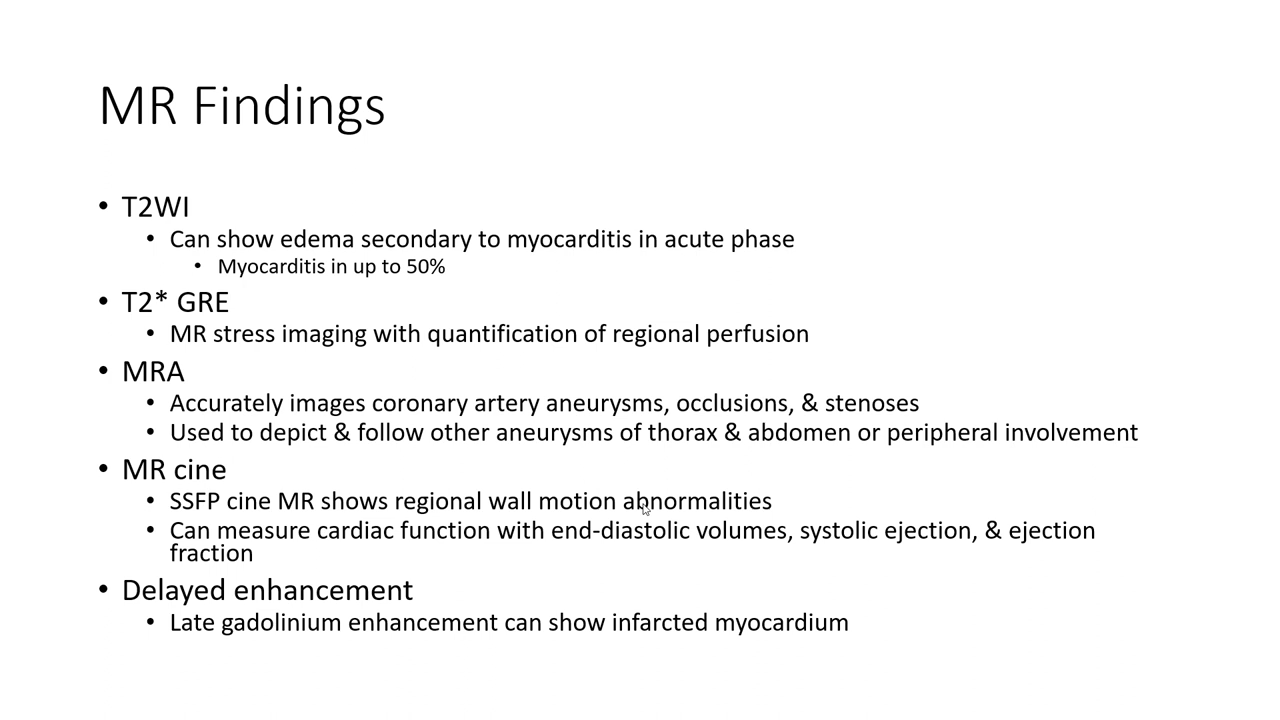 MR Findings
• T2WI
• Can show edema secondary to myocarditis in acute phase
• Myocarditis in up to 50%
• T2* GRE
• MR stress imaging with quantification of regional perfusion
• MRA
• Accurately images coronary artery aneurysms, occlusions, & stenoses
• Used to depict & follow other aneurysms of thorax & abdomen or peripheral involvement
• MR cine
• SSFP cine MR shows regional wall motion abnormalities
• Can measure cardiac function with end-diastolic volumes, systolic ejection, & ejection
fraction
• Delayed enhancement
• Late gadolinium enhancement can show infarcted myocardium